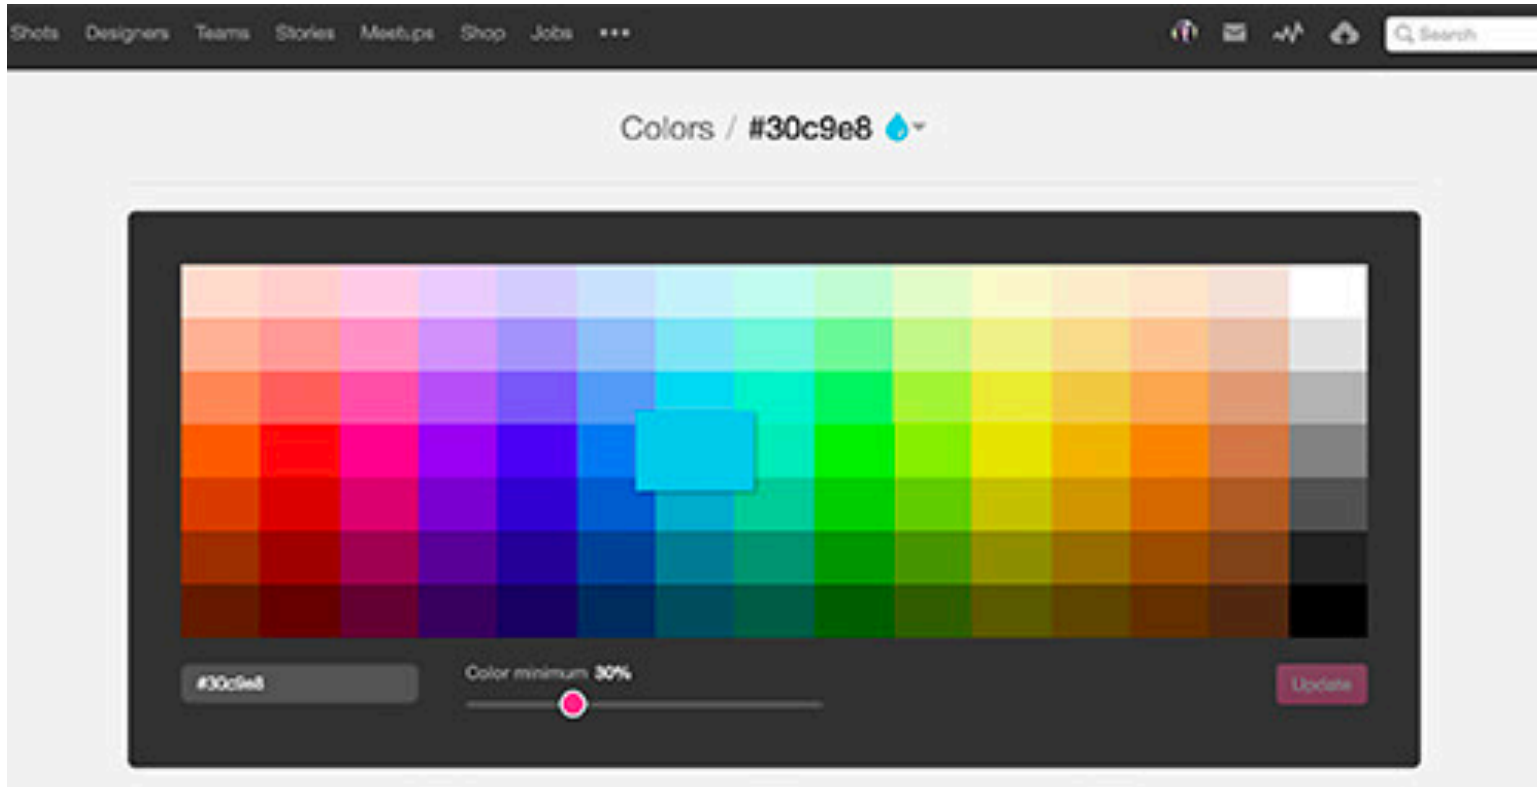 Shots Designers Teams Stories Meetups Shop Jobs ••• Search
Colors / #30c9e8
#30c9e8
Color minimum 30%
Update